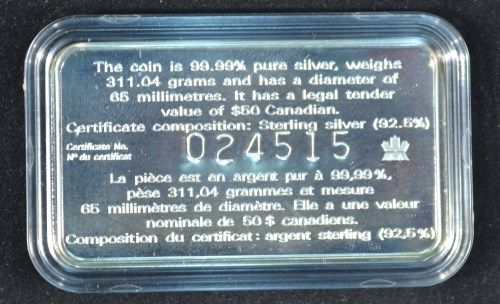 The coin is 99.99% pure silver, weighs
311.04 grams and has a diameter of
65 millimetres. It has a legal tender
value of $50 Canadian.
Certificate composition: Sterling silver (92.5%)
Certificate No. 024515
Nº du certificat
La pièce est en argent pur à 99,99%,
pèse 311,04 grammes et mesure
65 millimètres de diamètre. Elle a une valeur
nominale de 50 $ canadiens.
Composition du certificat : argent sterling (92,5%)